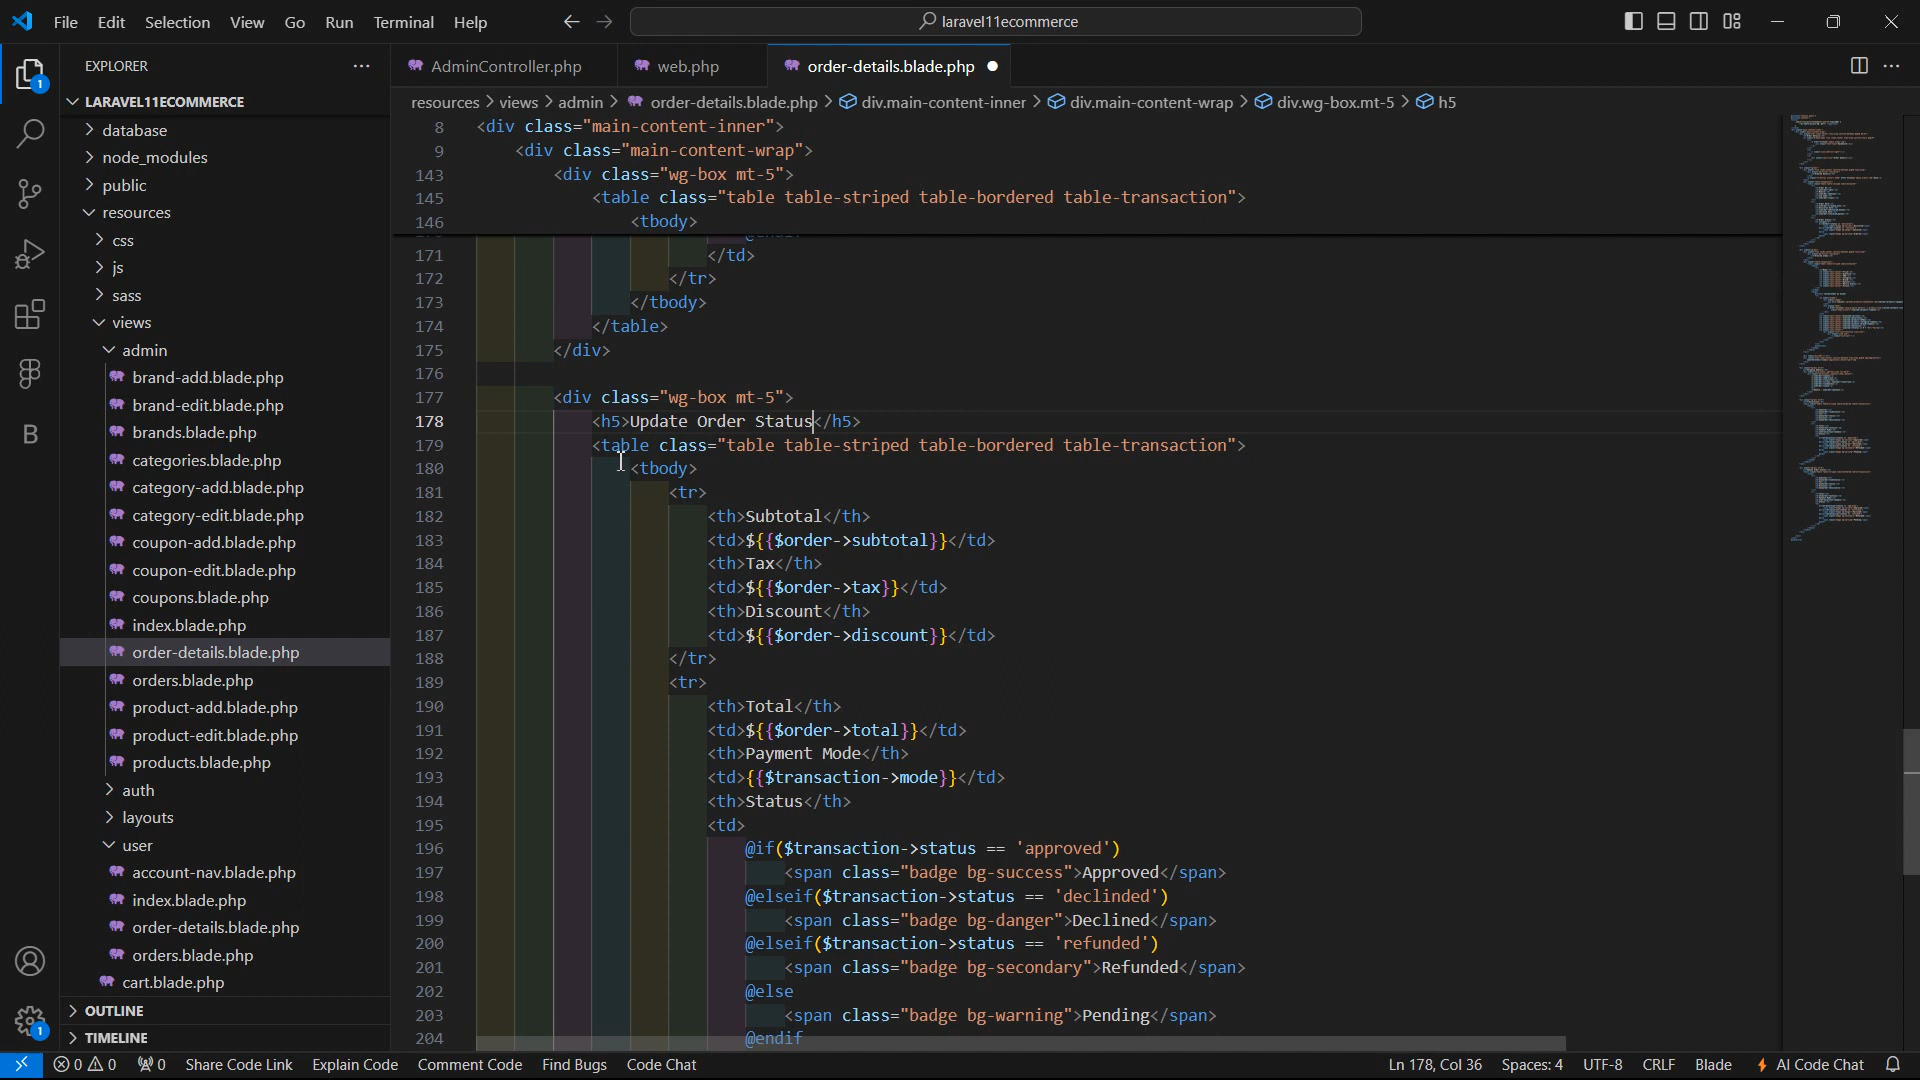 File Edit Selection View Go Run Terminal Help
laravel11ecommerce
EXPLORER
AdminController.php
web.php
order-details.blade.php
LARAVEL11ECOMMERCE
resources > views > admin > order-details.blade.php > div.main-content-inner > div.main-content-wrap > div.wg-box.mt-5 > h5
database
node_modules
public
resources
css
js
sass
views
admin
brand-add.blade.php
brand-edit.blade.php
brands.blade.php
categories.blade.php
category-add.blade.php
category-edit.blade.php
coupon-add.blade.php
coupon-edit.blade.php
coupons.blade.php
index.blade.php
order-details.blade.php
orders.blade.php
product-add.blade.php
product-edit.blade.php
products.blade.php
auth
layouts
user
account-nav.blade.php
index.blade.php
order-details.blade.php
orders.blade.php
cart.blade.php
OUTLINE
TIMELINE
8 <div class="main-content-inner">
9 <div class="main-content-wrap">
143 <div class="wg-box mt-5">
145 <table class="table table-striped table-bordered table-transaction">
146 <tbody>
171 </td>
172 </tr>
173 </tbody>
174 </table>
175 </div>
176
177 <div class="wg-box mt-5">
178 <h5>Update Order Status</h5>
179 <table class="table table-striped table-bordered table-transaction">
180 <tbody>
181 <tr>
182 <th>Subtotal</th>
183 <td>${{$order->subtotal}}</td>
184 <th>Tax</th>
185 <td>${{$order->tax}}</td>
186 <th>Discount</th>
187 <td>${{$order->discount}}</td>
188 </tr>
189 <tr>
190 <th>Total</th>
191 <td>${{$order->total}}</td>
192 <th>Payment Mode</th>
193 <td>{{$transaction->mode}}</td>
194 <th>Status</th>
195 <td>
196 @if($transaction->status == 'approved')
197 <span class="badge bg-success">Approved</span>
198 @elseif($transaction->status == 'declinded')
199 <span class="badge bg-danger">Declined</span>
200 @elseif($transaction->status == 'refunded')
201 <span class="badge bg-secondary">Refunded</span>
202 @else
203 <span class="badge bg-warning">Pending</span>
204 @endif
0 0 0 Share Code Link Explain Code Comment Code Find Bugs Code Chat
Ln 178, Col 36 Spaces: 4 UTF-8 CRLF Blade AI Code Chat